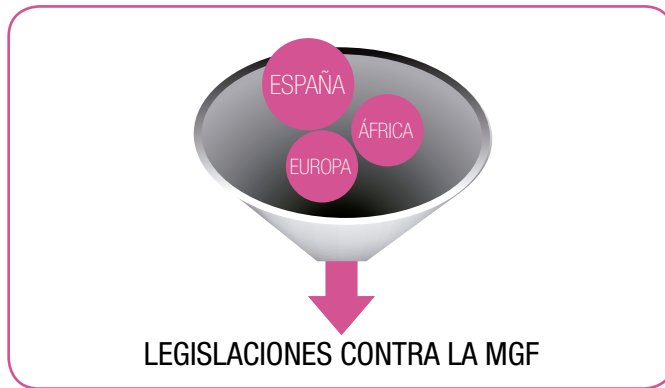 ESPAÑA
ÁFRICA
EUROPA
LEGISLACIONES CONTRA LA MGF